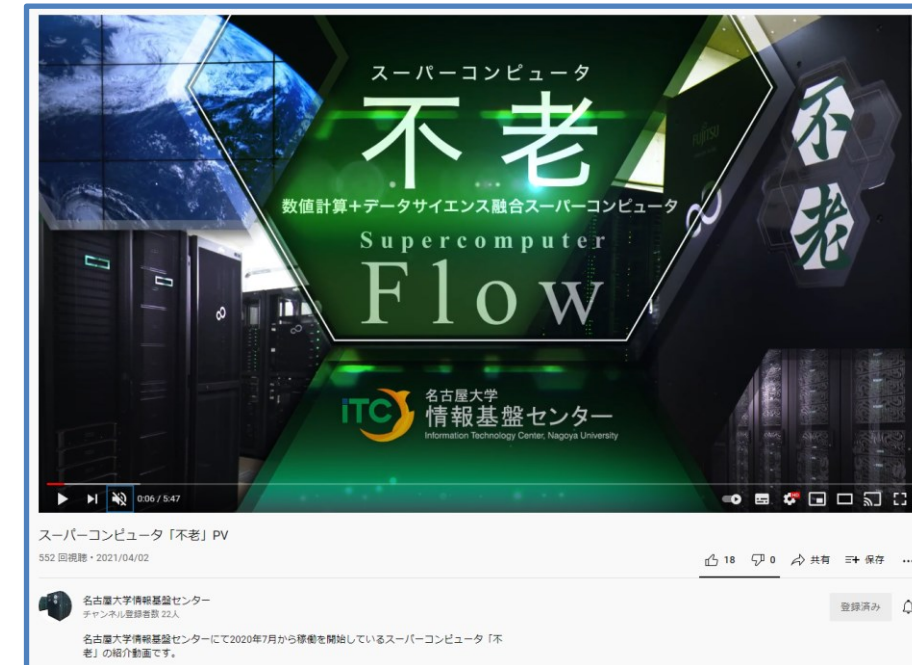 スーパーコンピュータ
不老
数値計算+データサイエンス融合スーパーコンピュータ
Supercomputer
Flow
FUJITSU
不老
iTC
名古屋大学
情報基盤センター
Information Technology Center, Nagoya University
0:06 / 5:47
スーパーコンピュータ「不老」PV
552 回視聴・2021/04/02
18
0
共有
保存
名古屋大学情報基盤センター
チャンネル登録者数 22人
登録済み
名古屋大学情報基盤センターにて2020年7月から稼働を開始しているスーパーコンピュータ「不
老」の紹介動画です。